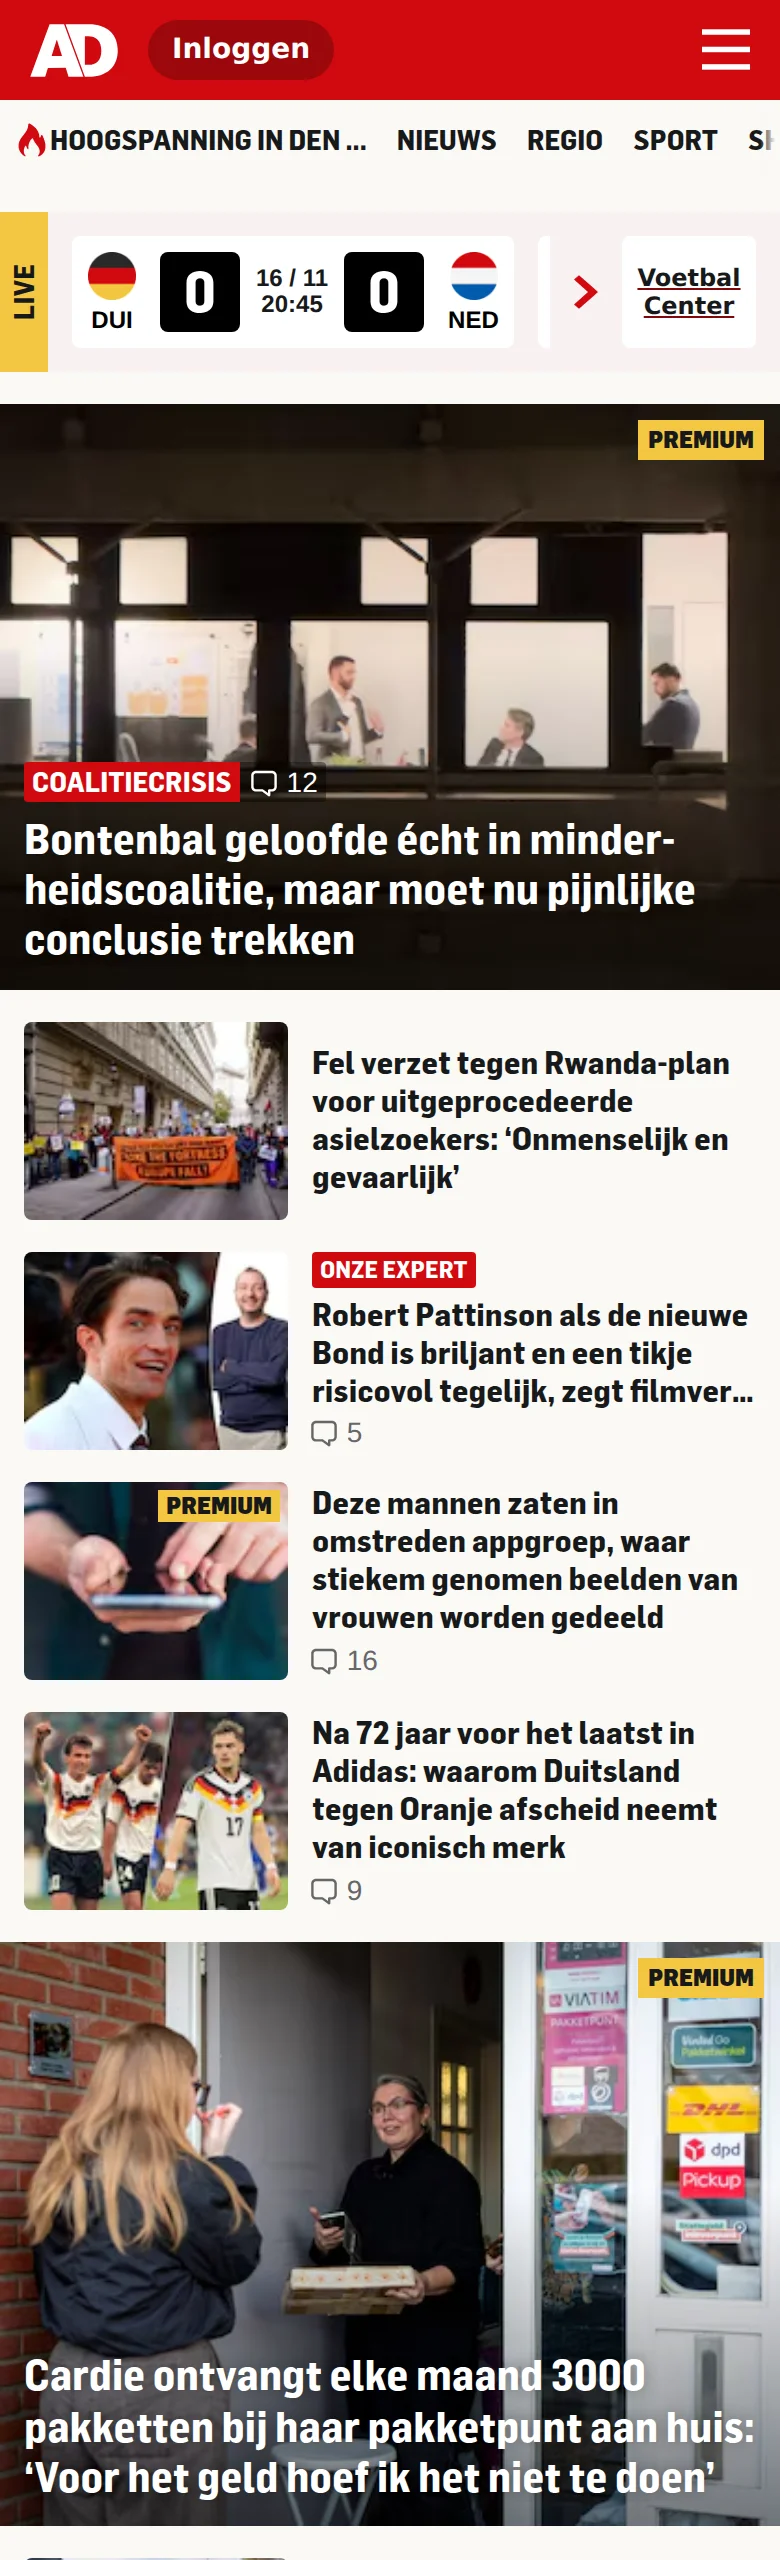 AD
Inloggen
HOOGSPANNING IN DEN ...
NIEUWS
REGIO
SPORT
LIVE
DUI
0
16 / 11
20:45
0
NED
Voetbal
Center
PREMIUM
COALITIECRISIS
12
Bontenbal geloofde écht in minder-
heidscoalitie, maar moet nu pijnlijke
conclusie trekken
Fel verzet tegen Rwanda-plan
voor uitgeprocedeerde
asielzoekers: ‘Onmenselijk en
gevaarlijk’
ONZE EXPERT
Robert Pattinson als de nieuwe
Bond is briljant en een tikje
risicovol tegelijk, zegt filmver...
5
PREMIUM
Deze mannen zaten in
omstreden appgroep, waar
stiekem genomen beelden van
vrouwen worden gedeeld
16
17
Na 72 jaar voor het laatst in
Adidas: waarom Duitsland
tegen Oranje afscheid neemt
van iconisch merk
9
PREMIUM
VIATIM
PAKKETPUNT
dpd
Vinted Go
DHL
dpd
Pickup
Cardie ontvangt elke maand 3000
pakketten bij haar pakketpunt aan huis:
‘Voor het geld hoef ik het niet te doen’